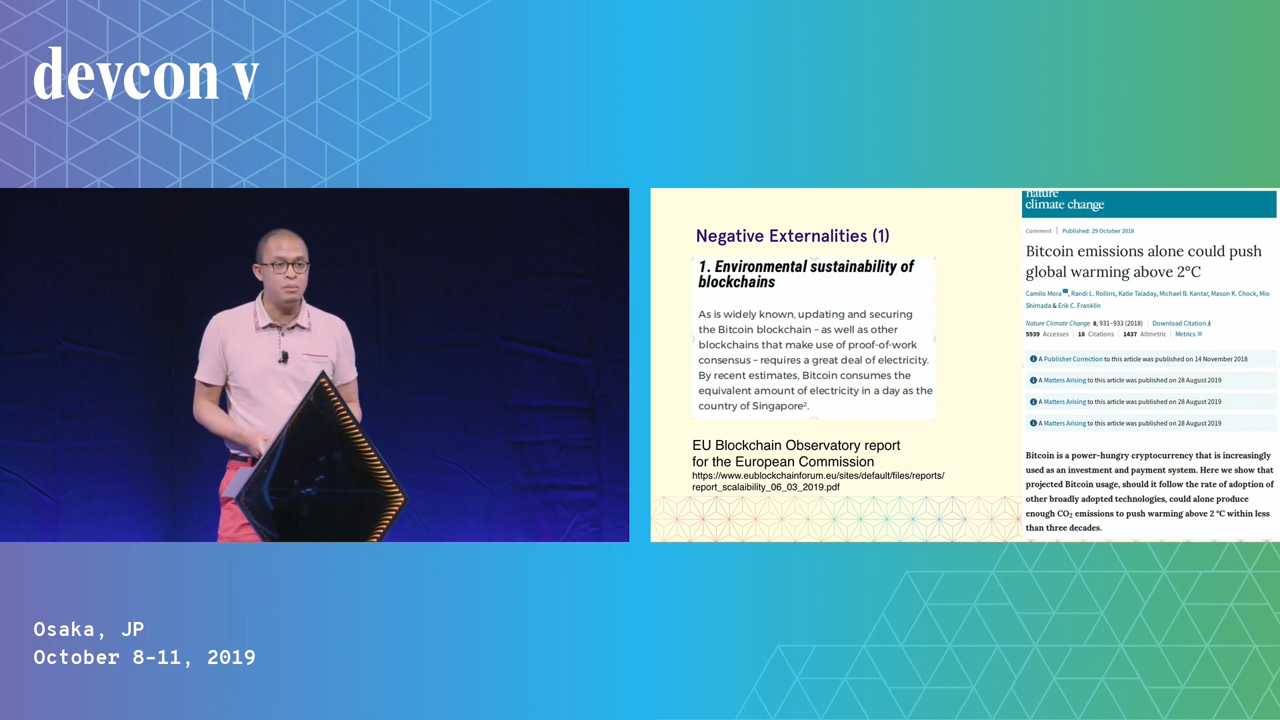 devcon v
Negative Externalities (1)
1. Environmental sustainability of
blockchains
As is widely known, updating and securing
the Bitcoin blockchain – as well as other
blockchains that make use of proof-of-work
consensus – requires a great deal of electricity.
By recent estimates, Bitcoin consumes the
equivalent amount of electricity in a day as the
country of Singapore².
EU Blockchain Observatory report
for the European Commission
https://www.eublockchainforum.eu/sites/default/files/reports/
report_scalaibility_06_03_2019.pdf
nature
climate change
Comment | Published: 29 October 2018
Bitcoin emissions alone could push
global warming above 2°C
Camilo Mora, Randi L. Rollins, Katie Taladay, Michael B. Kantar, Mason K. Chock, Mio
Shimada & Erik C. Franklin
Nature Climate Change 8, 931–933 (2018) | Download Citation
5939 Accesses | 18 Citations | 1437 Altmetric | Metrics »
A Publisher Correction to this article was published on 14 November 2018
A Matters Arising to this article was published on 28 August 2019
A Matters Arising to this article was published on 28 August 2019
A Matters Arising to this article was published on 28 August 2019
Bitcoin is a power-hungry cryptocurrency that is increasingly
used as an investment and payment system. Here we show that
projected Bitcoin usage, should it follow the rate of adoption of
other broadly adopted technologies, could alone produce
enough CO₂ emissions to push warming above 2 °C within less
than three decades.
Osaka, JP
October 8–11, 2019